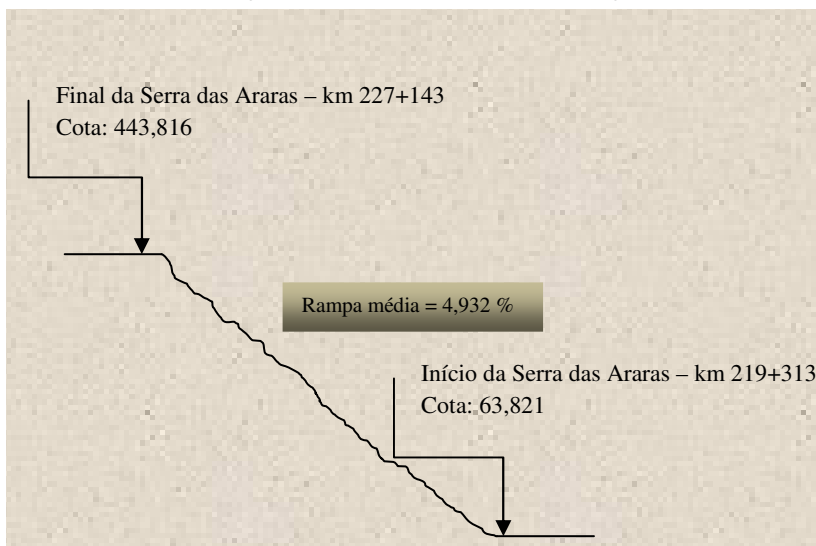 Final da Serra das Araras – km 227+143
Cota: 443,816
Rampa média = 4,932 %
Início da Serra das Araras – km 219+313
Cota: 63,821